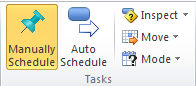 Manually Schedule
Auto Schedule
Inspect
Move
Mode
Tasks